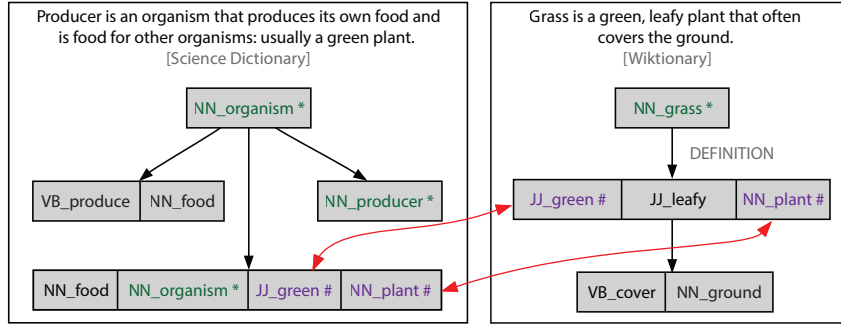 Producer is an organism that produces its own food and
is food for other organisms: usually a green plant.
[Science Dictionary]
NN_organism *
VB_produce NN_food
NN_producer *
NN_food NN_organism * JJ_green # NN_plant #
Grass is a green, leafy plant that often
covers the ground.
[Wiktionary]
NN_grass *
DEFINITION
JJ_green # JJ_leafy NN_plant #
VB_cover NN_ground